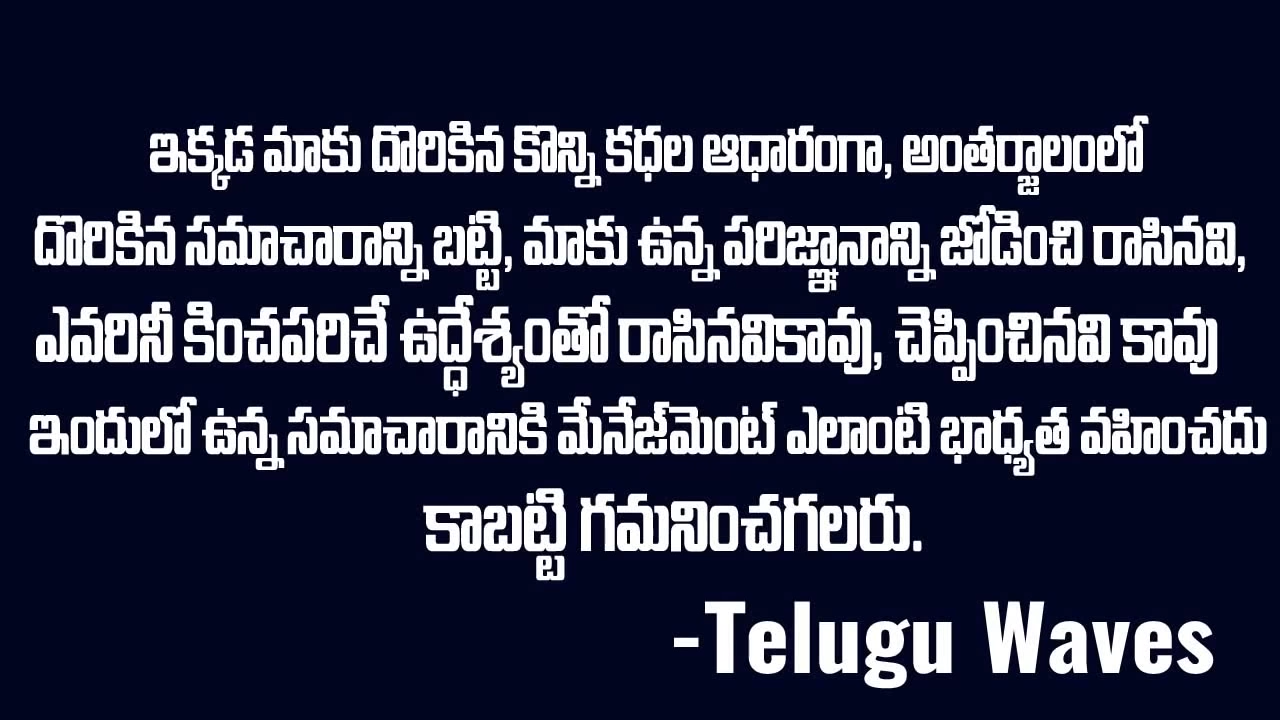 ఇక్కడ మాకు దొరికిన కొన్ని కధల ఆధారంగా, అంతర్జాలంలో
దొరికిన సమాచారాన్ని బట్టి, మాకు ఉన్న పరిజ్ఞానాన్ని జోడించి రాసినవి,
ఎవరినీ కించపరిచే ఉద్ధేశ్యంతో రాసినవికావు, చెప్పించినవి కావు
ఇందులో ఉన్న సమాచారానికి మేనేజ్‌మెంట్ ఎలాంటి భాధ్యత వహించదు
కాబట్టి గమనించగలరు.
-Telugu Waves